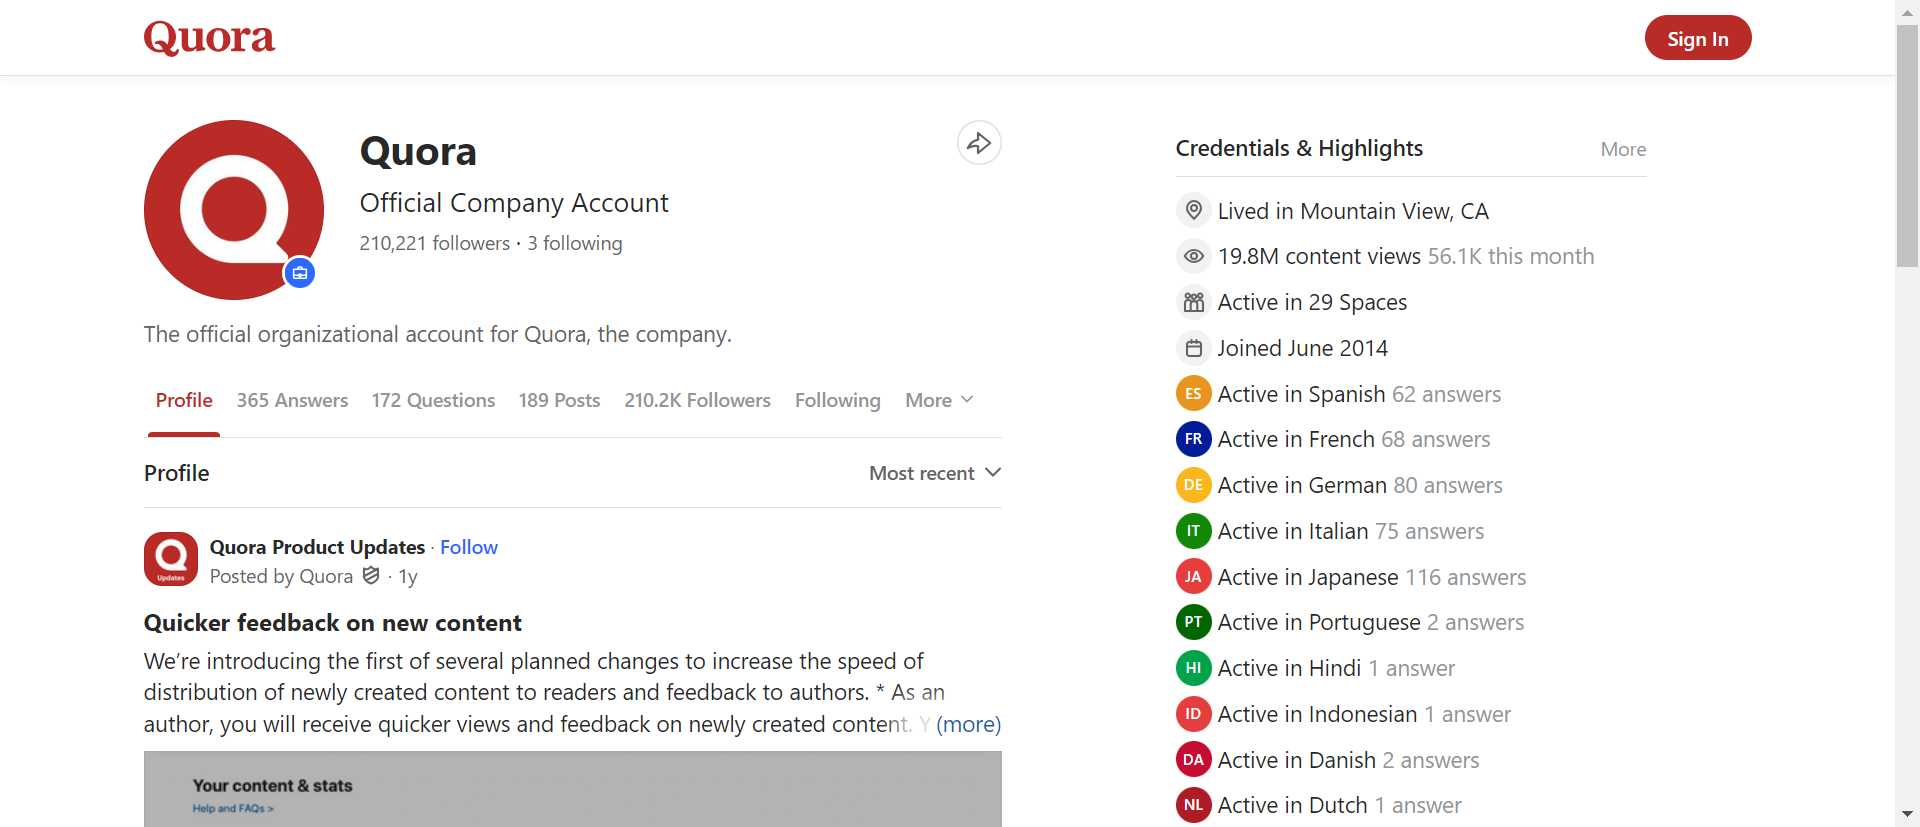 Quora
Sign In
Quora
Official Company Account
210,221 followers · 3 following
The official organizational account for Quora, the company.
Profile 365 Answers 172 Questions 189 Posts 210.2K Followers Following More
Profile
Most recent
Updates
Quora Product Updates · Follow
Posted by Quora · 1y
Quicker feedback on new content
We’re introducing the first of several planned changes to increase the speed of
distribution of newly created content to readers and feedback to authors. * As an
author, you will receive quicker views and feedback on newly created content. Y (more)
Your content & stats
Help and FAQs >
Credentials & Highlights
More
Lived in Mountain View, CA
19.8M content views 56.1K this month
Active in 29 Spaces
Joined June 2014
ES Active in Spanish 62 answers
FR Active in French 68 answers
DE Active in German 80 answers
IT Active in Italian 75 answers
JA Active in Japanese 116 answers
PT Active in Portuguese 2 answers
HI Active in Hindi 1 answer
ID Active in Indonesian 1 answer
DA Active in Danish 2 answers
NL Active in Dutch 1 answer